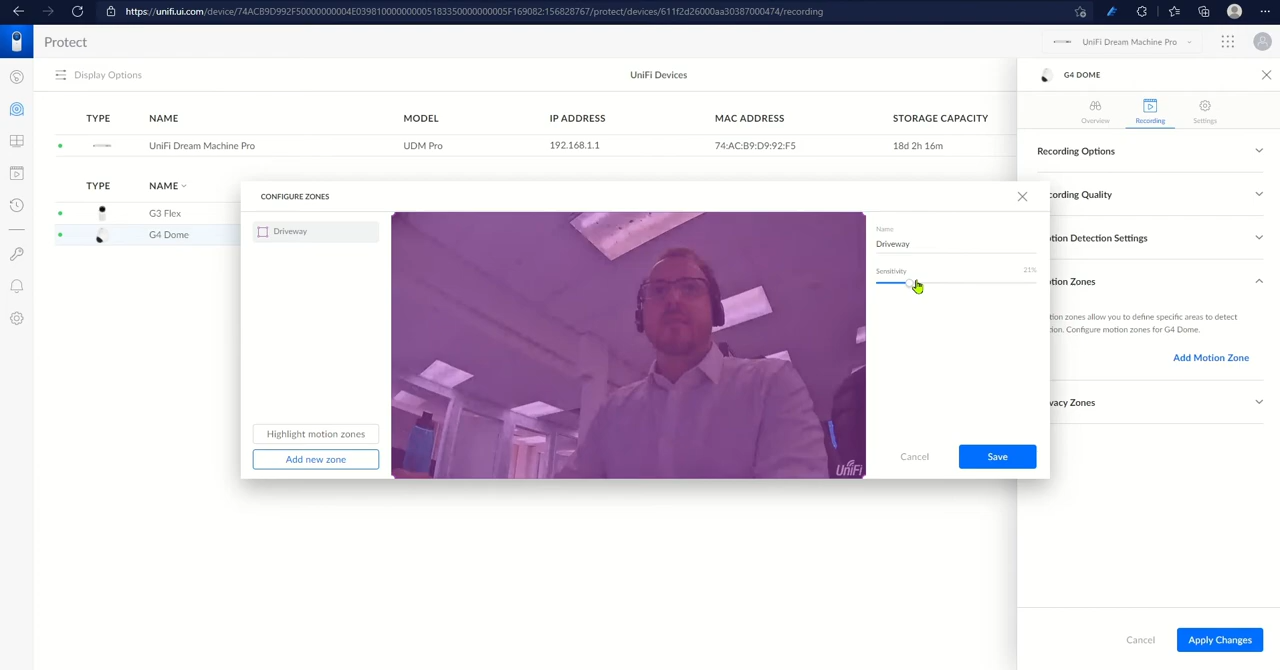 https://unifi.ui.com/device/74ACB9D992F50000000004E0398100000000051833500000000005F169082:156828767/protect/devices/611f2d26000aa30387000474/recording
Protect
UniFi Dream Machine Pro
Display Options
UniFi Devices
G4 DOME
Overview
Recording
Settings
TYPE NAME MODEL IP ADDRESS MAC ADDRESS STORAGE CAPACITY
UniFi Dream Machine Pro UDM Pro 192.168.1.1 74:AC:B9:D9:92:F5 18d 2h 16m
TYPE NAME
G3 Flex
G4 Dome
Recording Options
cording Quality
otion Detection Settings
otion Zones
tion zones allow you to define specific areas to detect
tion. Configure motion zones for G4 Dome.
Add Motion Zone
vacy Zones
Cancel
Apply Changes
CONFIGURE ZONES
Driveway
Highlight motion zones
Add new zone
UniFi
Name
Driveway
Sensitivity 21%
Cancel
Save